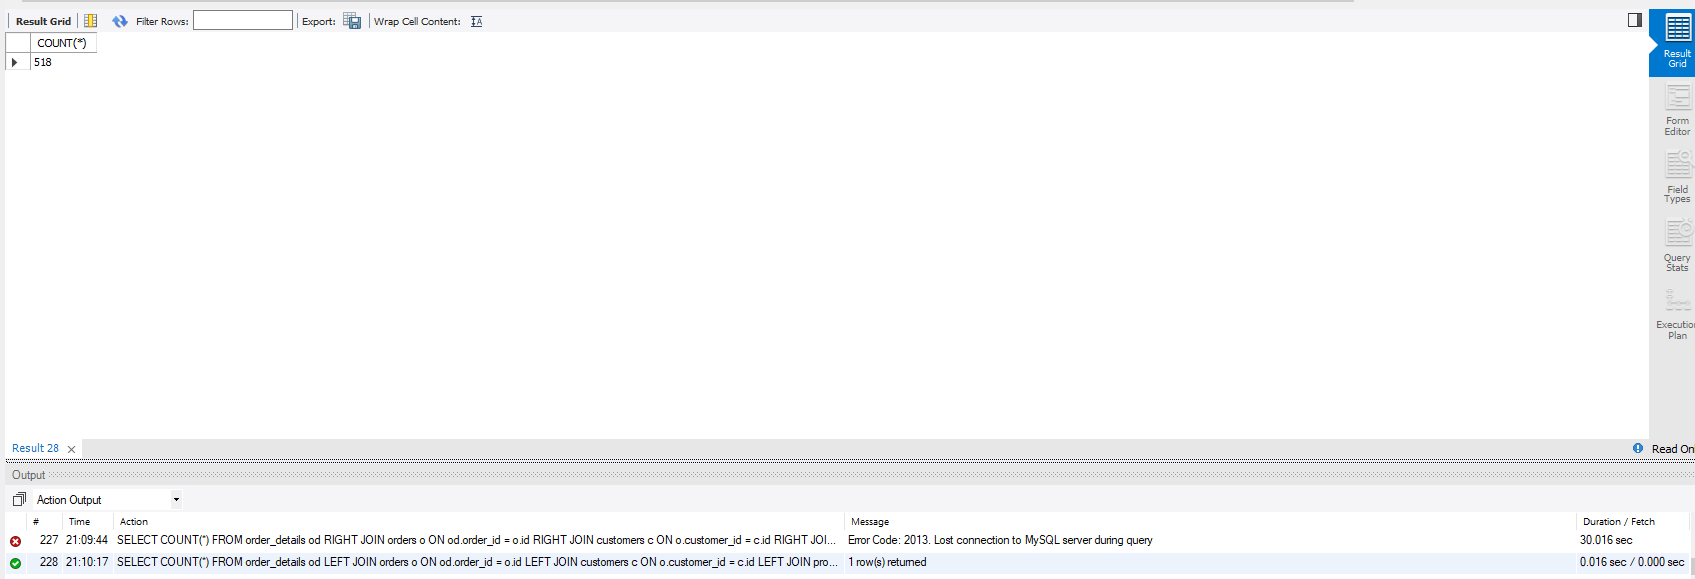 Result Grid Filter Rows: Export: Wrap Cell Content: IA
COUNT(*)
518
Result
Grid
Form
Editor
Field
Types
Query
Stats
Executio
Plan
Result 28
Read Onl
Output
Action Output
# Time Action Message Duration / Fetch
227 21:09:44 SELECT COUNT(*) FROM order_details od RIGHT JOIN orders o ON od.order_id = o.id RIGHT JOIN customers c ON o.customer_id = c.id RIGHT JOI... Error Code: 2013. Lost connection to MySQL server during query 30.016 sec
228 21:10:17 SELECT COUNT(*) FROM order_details od LEFT JOIN orders o ON od.order_id = o.id LEFT JOIN customers c ON o.customer_id = c.id LEFT JOIN pro... 1 row(s) returned 0.016 sec / 0.000 sec